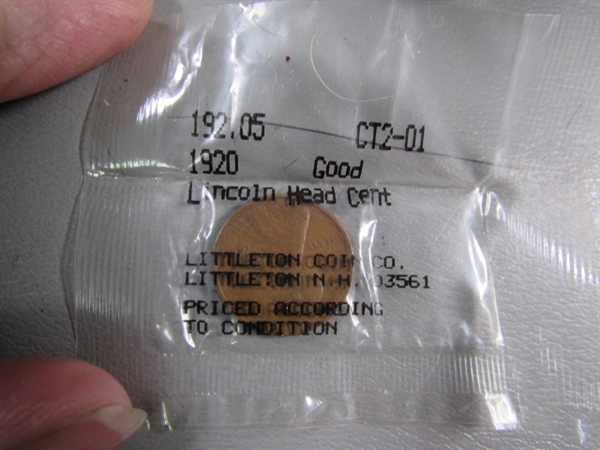 192.05 CT2-01
1920 Good
Lincoln Head Cent
LITTLETON COIN CO.
LITTLETON N.H. 03561
PRICED ACCORDING
TO CONDITION